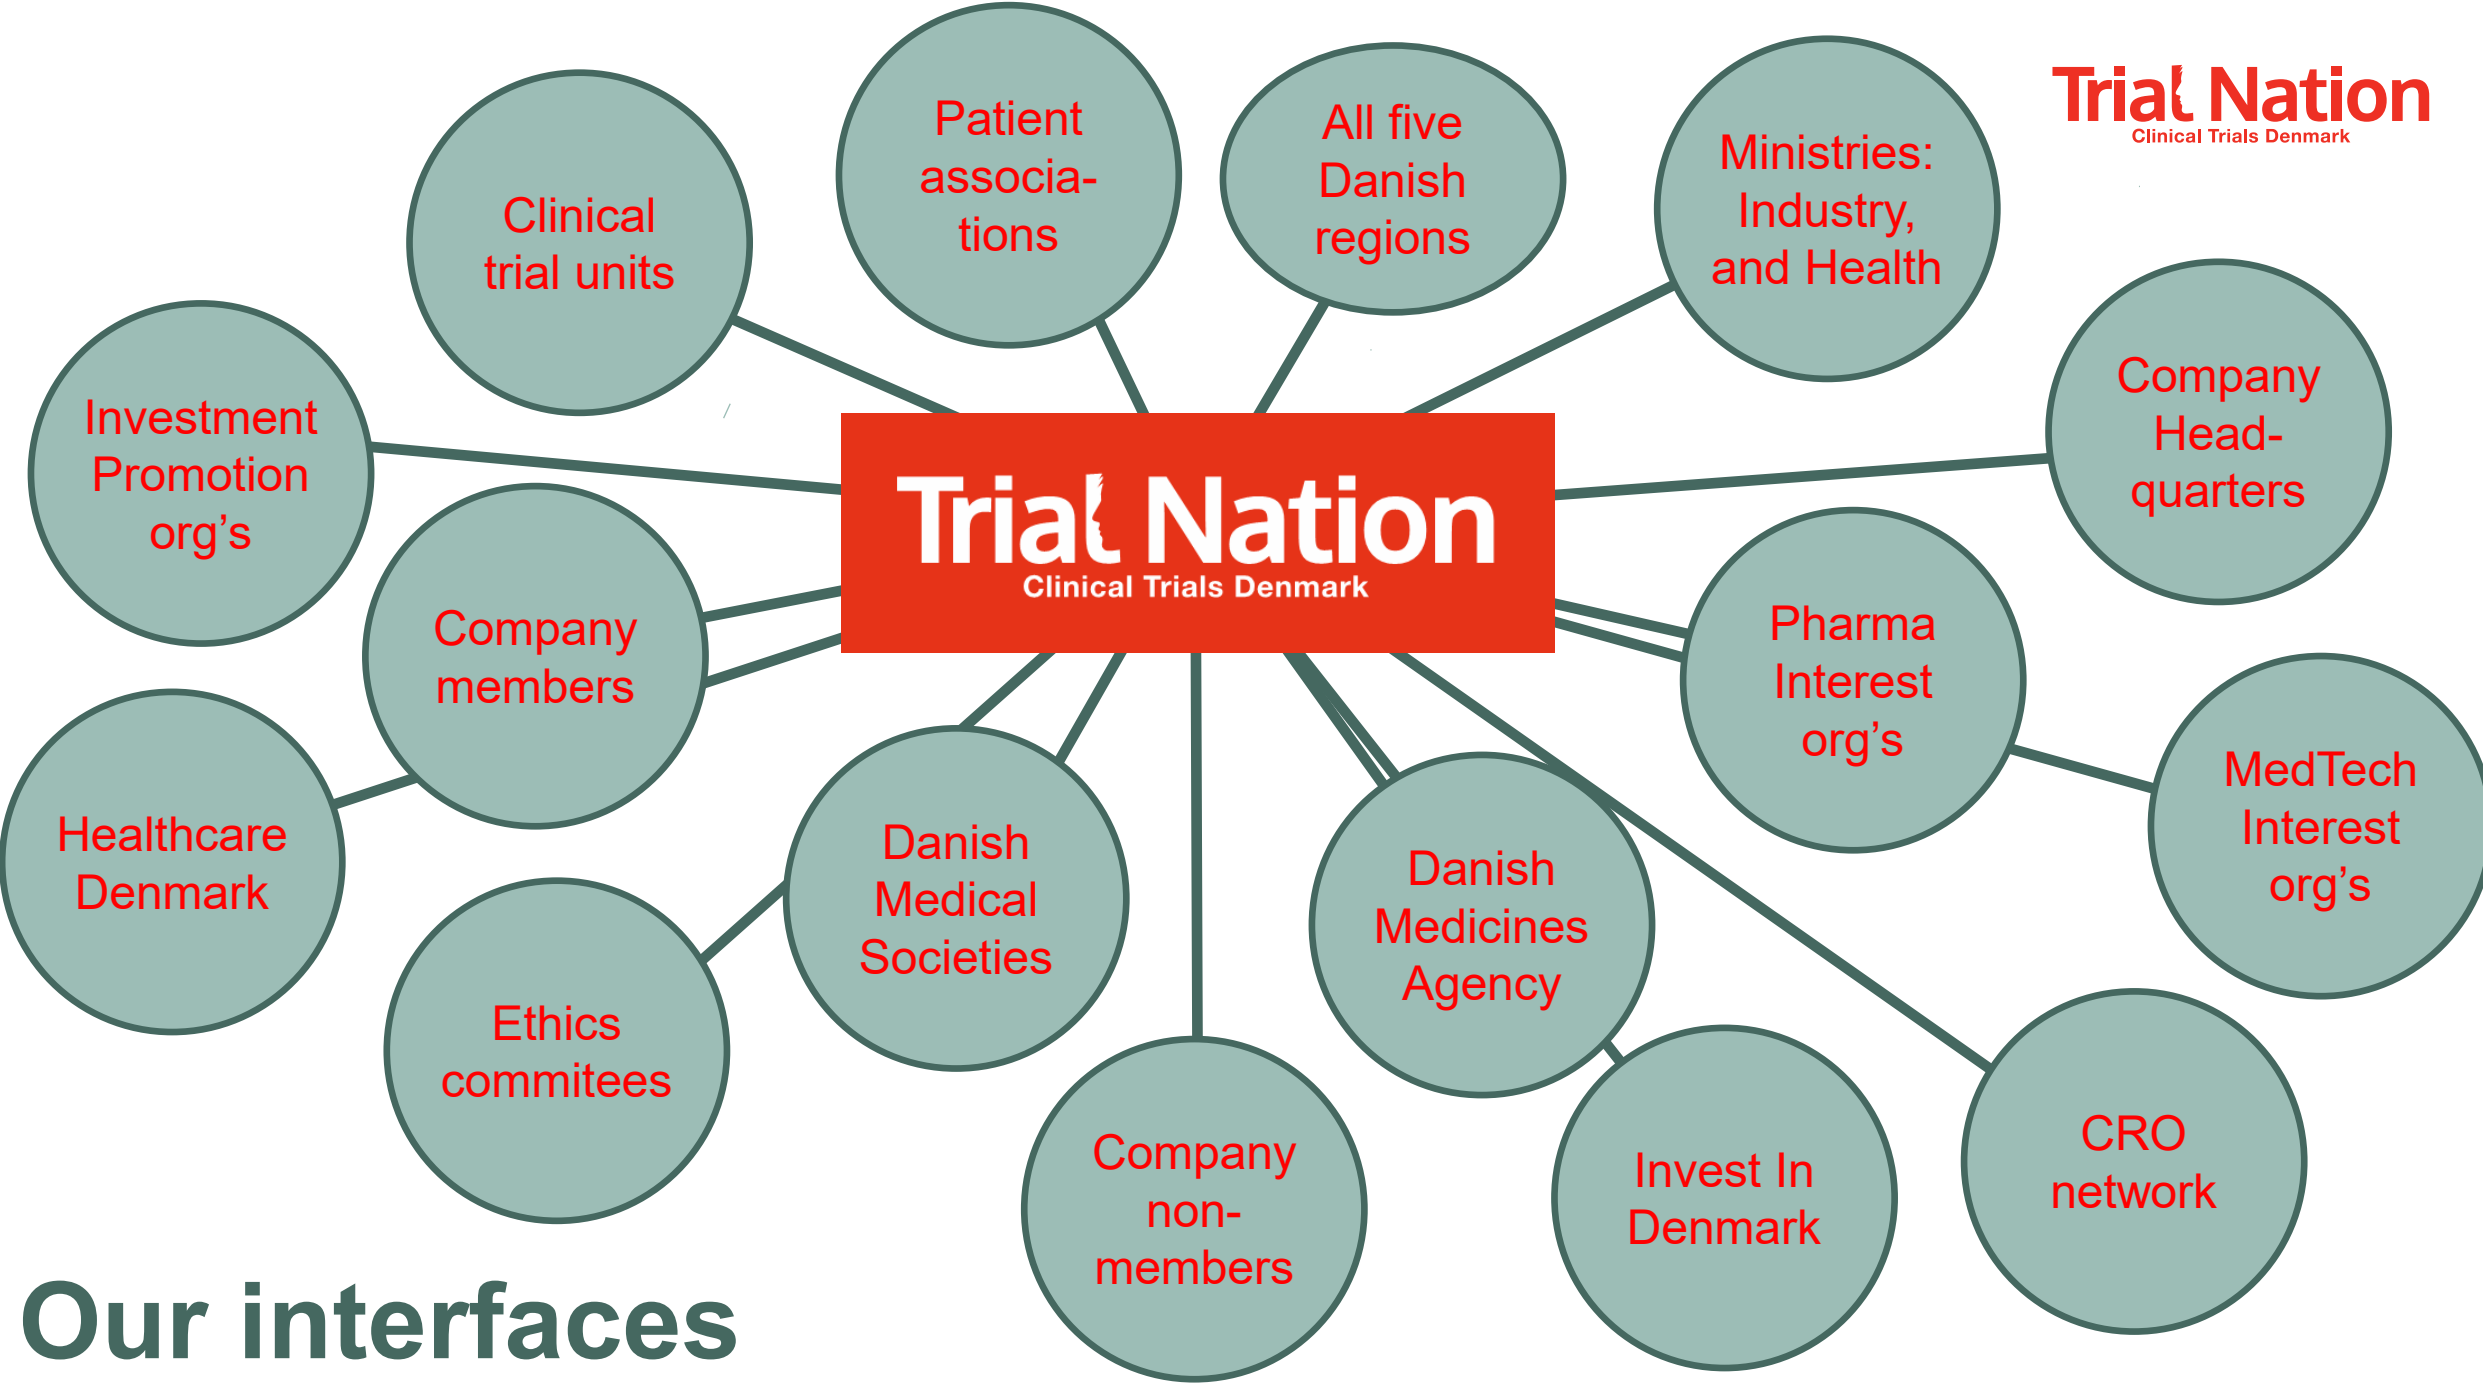 Patient
associa-
tions
All five
Danish
regions
Ministries:
Industry,
and Health
Trial Nation
Clinical Trials Denmark
Clinical
trial units
Investment
Promotion
org’s
Company
Head-
quarters
Trial Nation
Clinical Trials Denmark
Company
members
Pharma
Interest
org’s
MedTech
Interest
org’s
Healthcare
Denmark
Danish
Medical
Societies
Danish
Medicines
Agency
Ethics
commitees
Company
non-
members
Invest In
Denmark
CRO
network
Our interfaces